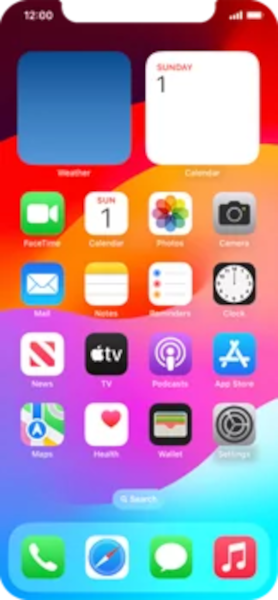 12:00
SUNDAY
1
Weather Calendar
SUN
1
FaceTime Calendar Photos Camera
Mail Notes Reminders Clock
tv
News TV Podcasts App Store
Maps Health Wallet Settings
Search